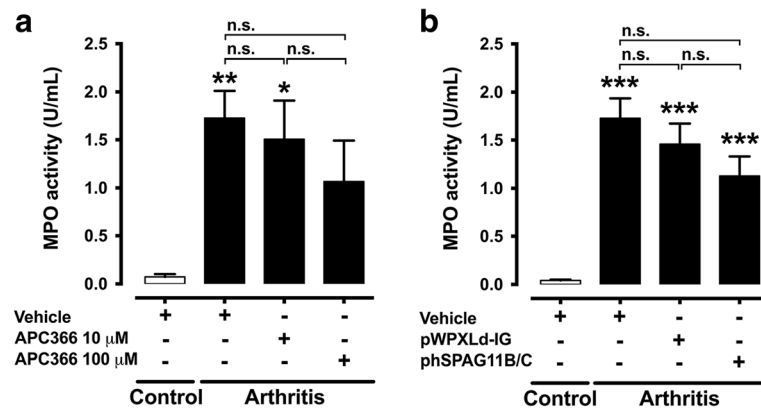 a
n.s.
n.s. n.s.
MPO activity (U/mL)
2.5
2.0
1.5
1.0
0.5
0.0
** *
Vehicle + + - -
APC366 10 μM - - + -
APC366 100 μM - - - +
Control Arthritis
b
n.s.
n.s. n.s.
MPO activity (U/mL)
2.5
2.0
1.5
1.0
0.5
0.0
*** *** ***
Vehicle + + - -
pWPXLd-IG - - + -
phSPAG11B/C - - - +
Control Arthritis